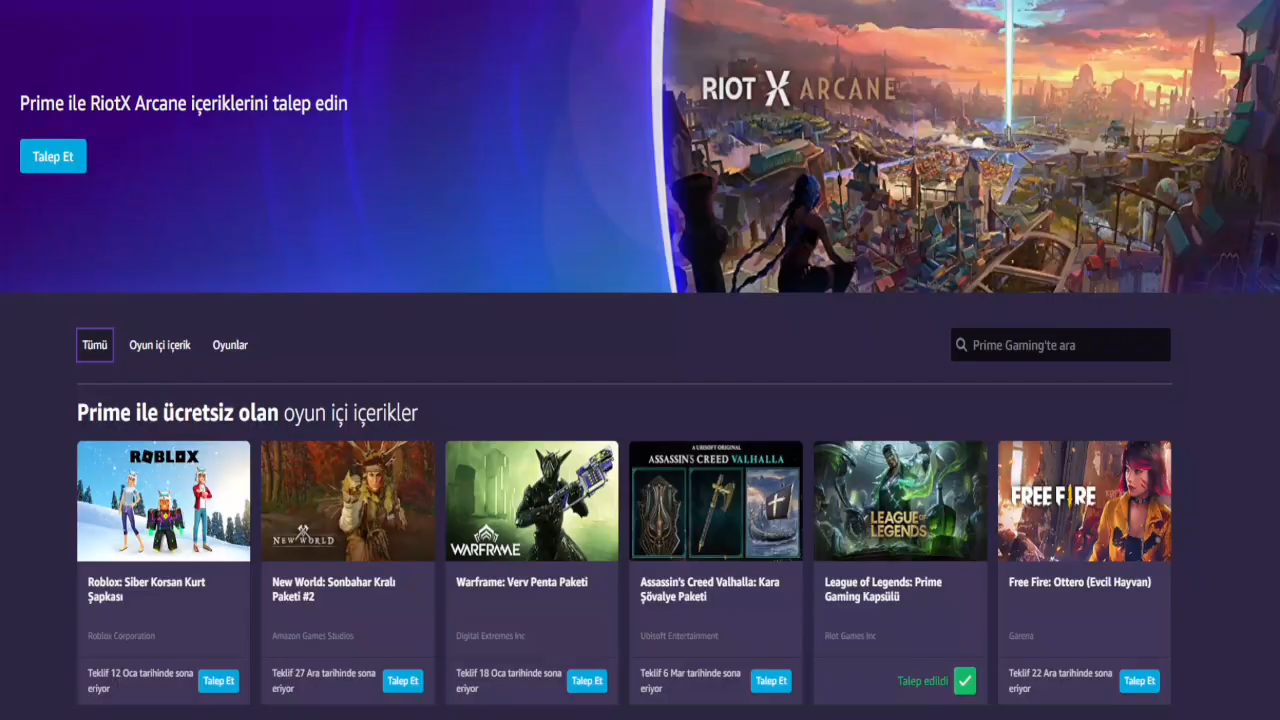 Prime ile RiotX Arcane içeriklerini talep edin
Talep Et
RIOT X ARCANE
Tümü
Oyun içi içerik
Oyunlar
Prime Gaming'te ara
Prime ile ücretsiz olan oyun içi içerikler
ROBLOX
Roblox: Siber Korsan Kurt
Şapkası
Roblox Corporation
Teklif 12 Oca tarihinde sona
eriyor
Talep Et
NEW WORLD
New World: Sonbahar Kralı
Paketi #2
Amazon Games Studios
Teklif 27 Ara tarihinde sona
eriyor
Talep Et
WARFRAME
Warframe: Verv Penta Paketi
Digital Extremes Inc
Teklif 18 Oca tarihinde sona
eriyor
Talep Et
A UBISOFT ORIGINAL
ASSASSIN'S CREED VALHALLA
Assassin's Creed Valhalla: Kara
Şövalye Paketi
Ubisoft Entertainment
Teklif 6 Mar tarihinde sona
eriyor
Talep Et
LEAGUE OF
LEGENDS
League of Legends: Prime
Gaming Kapsülü
Riot Games Inc
Talep edildi
FREE FIRE
Free Fire: Ottero (Evcil Hayvan)
Garena
Teklif 22 Ara tarihinde sona
eriyor
Talep Et